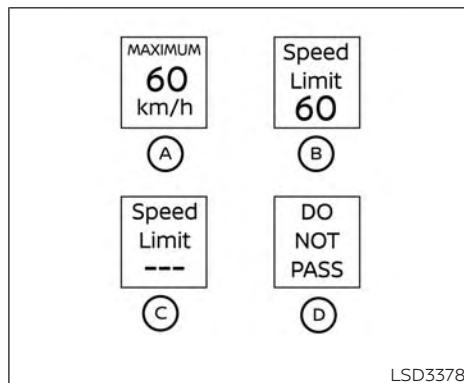 MAXIMUM
60
km/h
A
Speed
Limit
60
B
Speed
Limit
---
C
DO
NOT
PASS
D
LSD3378